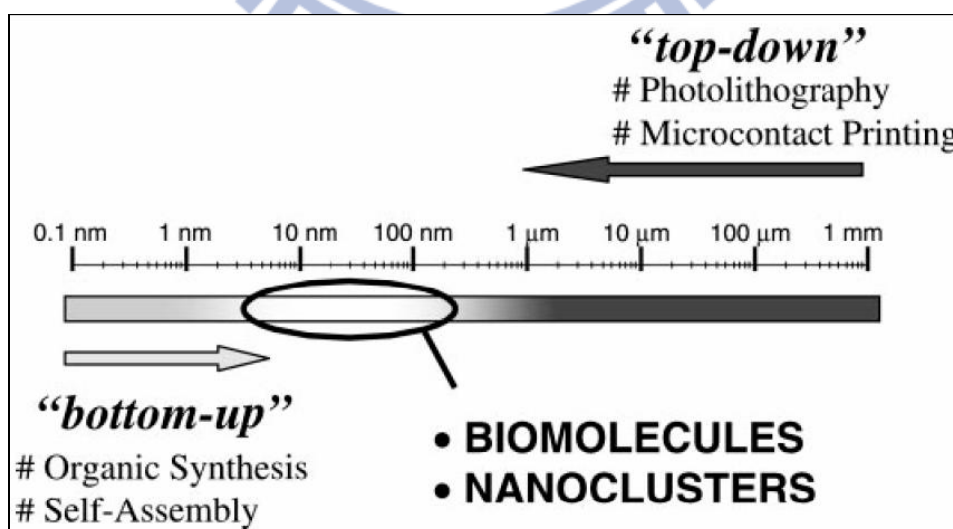 “top-down”
# Photolithography
# Microcontact Printing
0.1 nm 1 nm 10 nm 100 nm 1 μm 10 μm 100 μm 1 mm
“bottom-up”
# Organic Synthesis
# Self-Assembly
• BIOMOLECULES
• NANOCLUSTERS